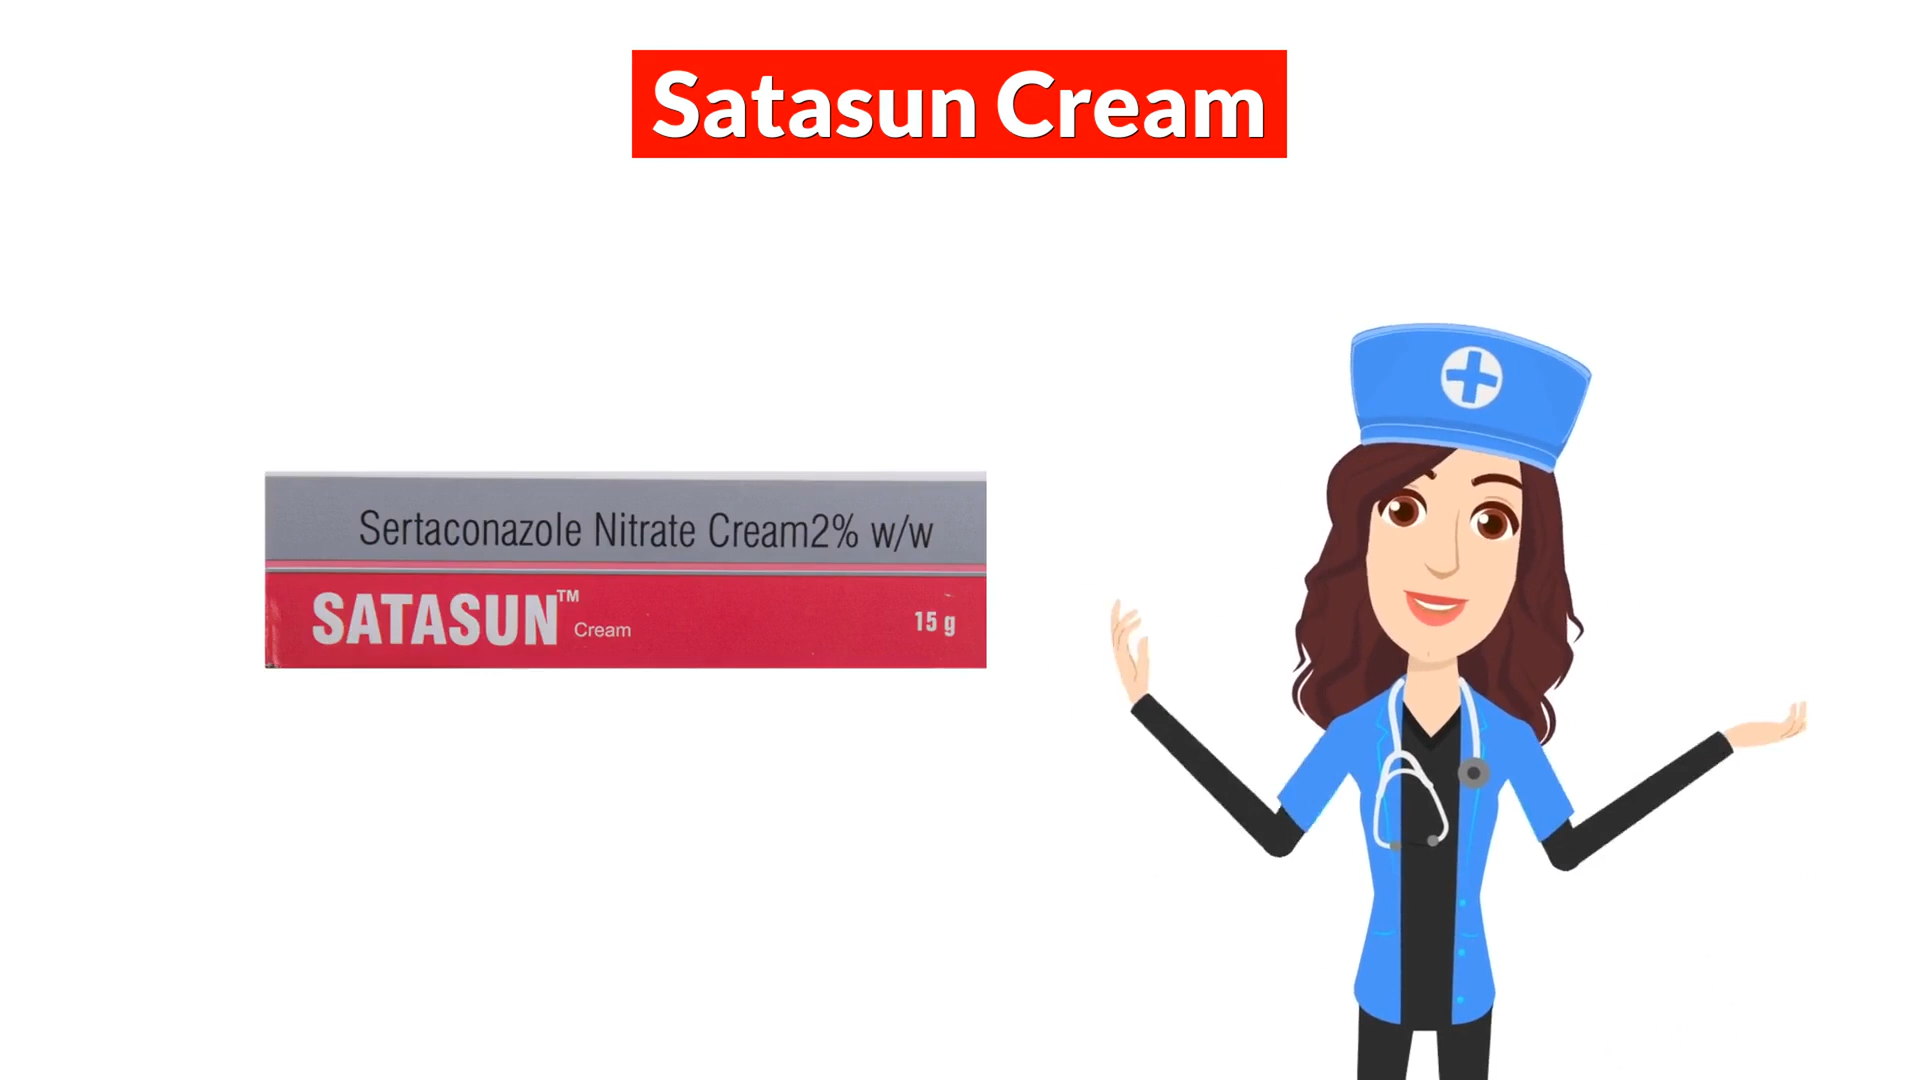 Satasun Cream
Sertaconazole Nitrate Cream2% w/w
SATASUN™ Cream
15 g